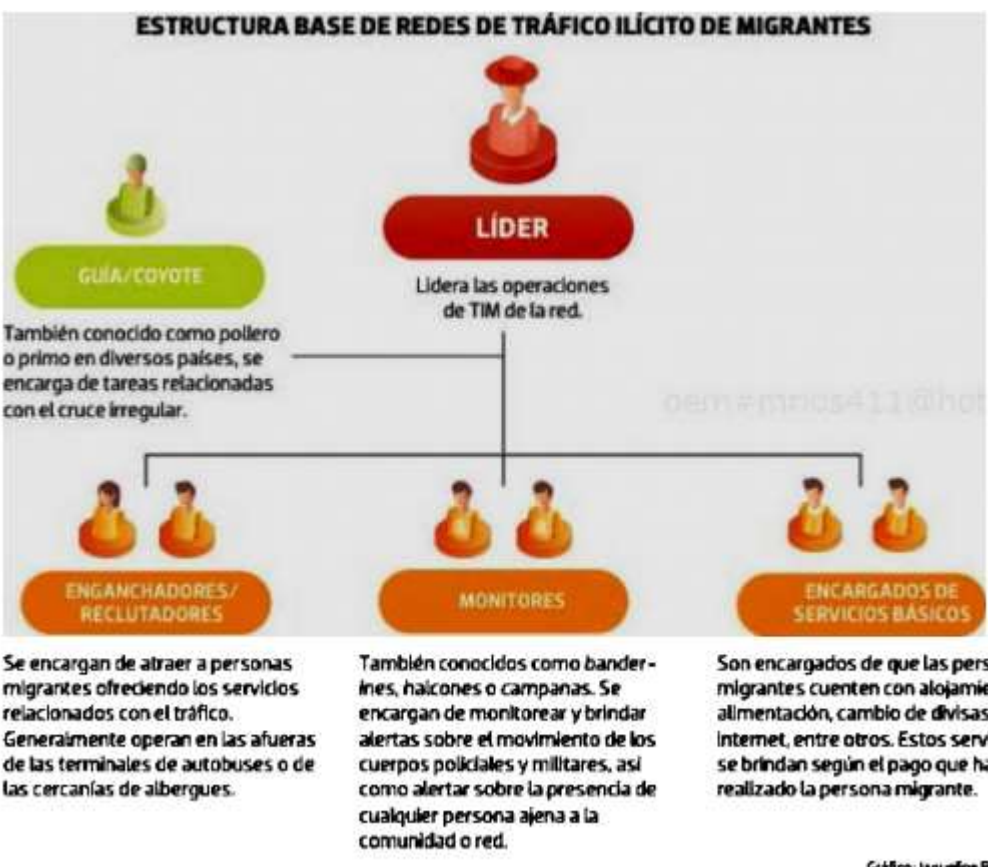 ESTRUCTURA BASE DE REDES DE TRÁFICO ILÍCITO DE MIGRANTES
LÍDER
Lidera las operaciones
de TIM de la red.
GUÍA/COYOTE
También conocido como pollero
o primo en diversos países, se
encarga de tareas relacionadas
con el cruce irregular.
ENGANCHADORES/
RECLUTADORES
Se encargan de atraer a personas
migrantes ofreciendo los servicios
relacionados con el tráfico.
Generalmente operan en las afueras
de las terminales de autobuses o de
las cercanías de albergues.
MONITORES
También conocidos como bander-
ines, halcones o campanas. Se
encargan de monitorear y brindar
alertas sobre el movimiento de los
cuerpos policiales y militares, así
como alertar sobre la presencia de
cualquier persona ajena a la
comunidad o red.
ENCARGADOS DE
SERVICIOS BÁSICOS
Son encargados de que las
migrantes cuenten con
alimentación, cambio de divisas
internet, entre otros. Estos
se brindan según el pago que
realizado la persona migrante.